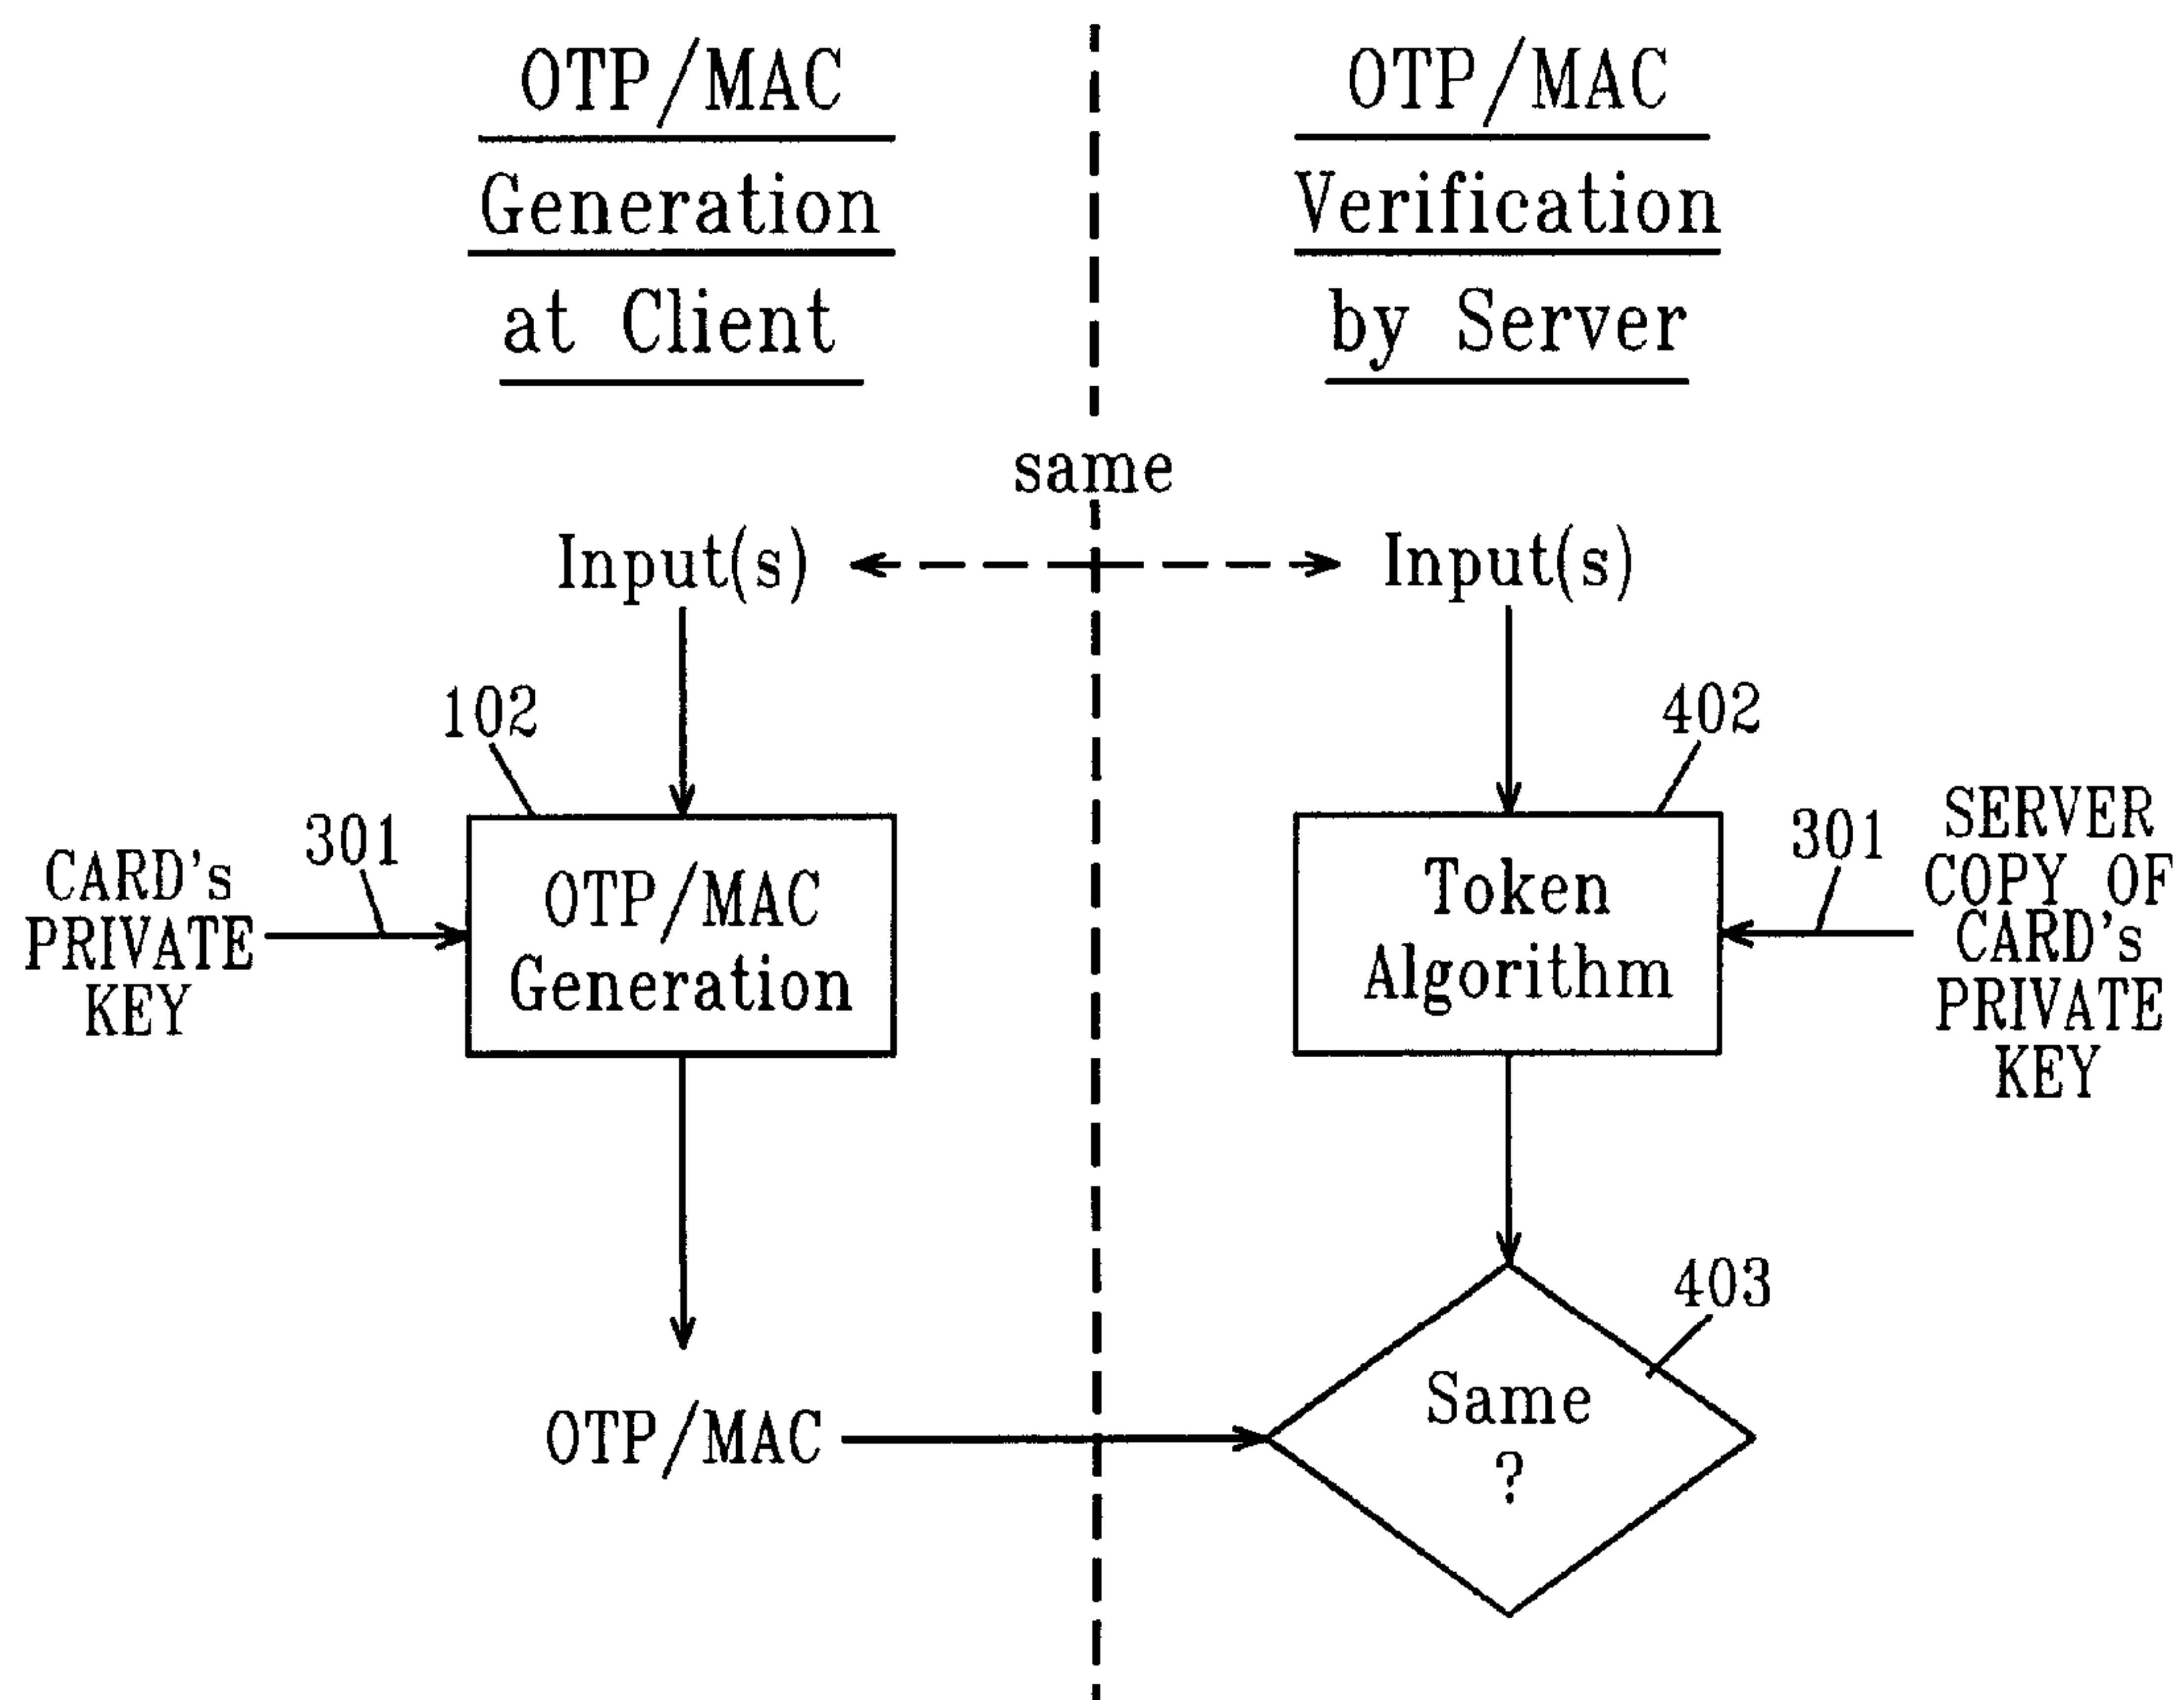 OTP/MAC
Generation
at Client
OTP/MAC
Verification
by Server
same
Input(s)
Input(s)
102
402
301
CARD's
PRIVATE
KEY
OTP/MAC
Generation
Token
Algorithm
301
SERVER
COPY OF
CARD's
PRIVATE
KEY
403
OTP/MAC
Same
?